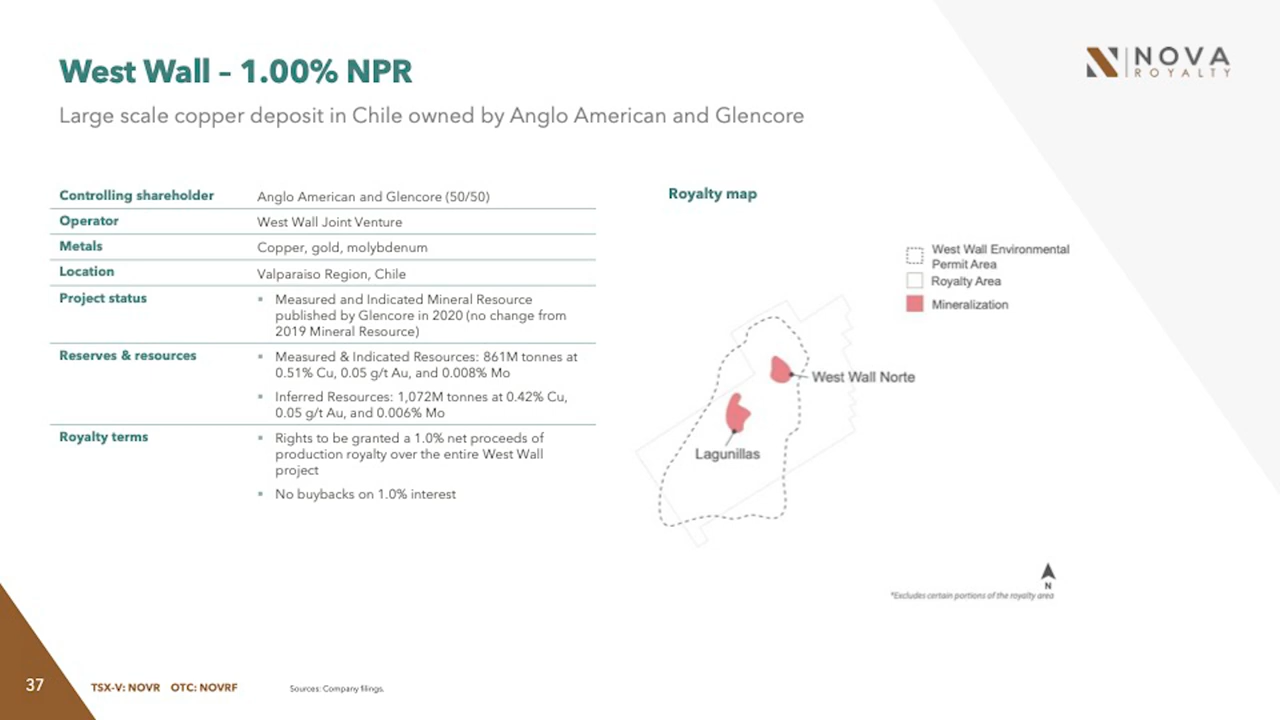 West Wall – 1.00% NPR
NOVA
ROYALTY
Large scale copper deposit in Chile owned by Anglo American and Glencore
Controlling shareholder
Anglo American and Glencore (50/50)
Operator
West Wall Joint Venture
Metals
Copper, gold, molybdenum
Location
Valparaiso Region, Chile
Project status
▪ Measured and Indicated Mineral Resource
published by Glencore in 2020 (no change from
2019 Mineral Resource)
Reserves & resources
▪ Measured & Indicated Resources: 861M tonnes at
0.51% Cu, 0.05 g/t Au, and 0.008% Mo
▪ Inferred Resources: 1,072M tonnes at 0.42% Cu,
0.05 g/t Au, and 0.006% Mo
Royalty terms
▪ Rights to be granted a 1.0% net proceeds of
production royalty over the entire West Wall
project
▪ No buybacks on 1.0% interest
Royalty map
West Wall Environmental
Permit Area
Royalty Area
Mineralization
West Wall Norte
Lagunillas
N
*Excludes certain portions of the royalty area
37
TSX-V: NOVR OTC: NOVRF
Sources: Company filings.